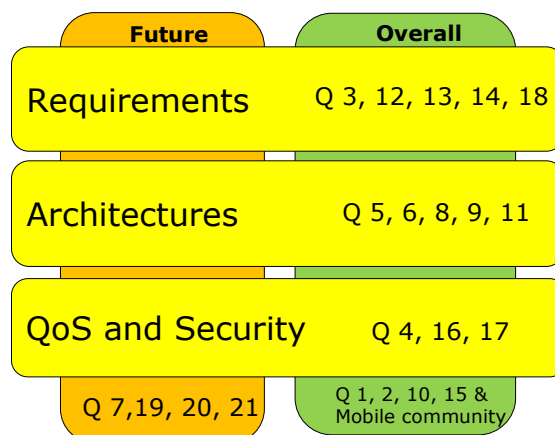 Future
Overall
Requirements
Q 3, 12, 13, 14, 18
Architectures
Q 5, 6, 8, 9, 11
QoS and Security
Q 4, 16, 17
Q 7,19, 20, 21
Q 1, 2, 10, 15 &
Mobile community